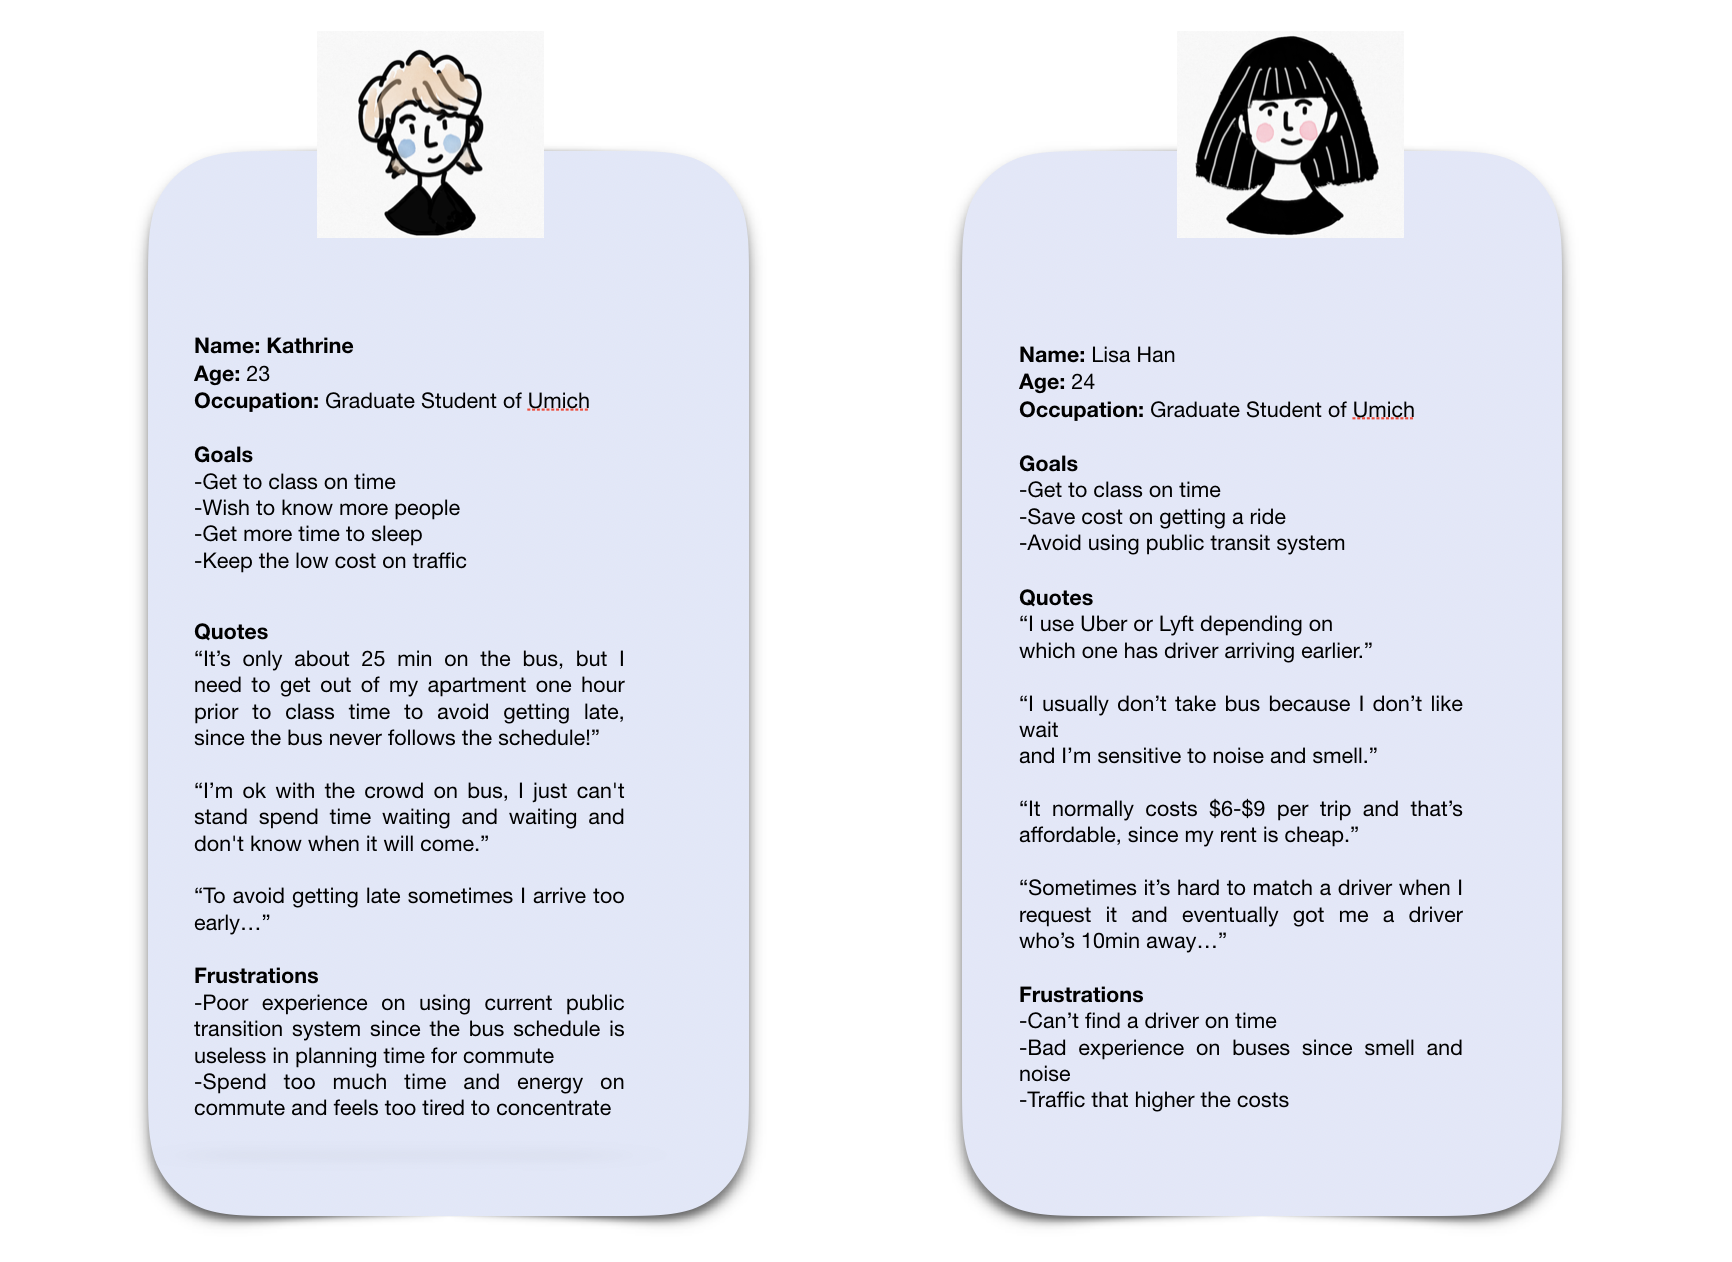 Name: Kathrine
Age: 23
Occupation: Graduate Student of Umich
Goals
-Get to class on time
-Wish to know more people
-Get more time to sleep
-Keep the low cost on traffic
Quotes
“It’s only about 25 min on the bus, but I
need to get out of my apartment one hour
prior to class time to avoid getting late,
since the bus never follows the schedule!”
“I’m ok with the crowd on bus, I just can't
stand spend time waiting and waiting and
don't know when it will come.”
“To avoid getting late sometimes I arrive too
early…”
Frustrations
-Poor experience on using current public
transition system since the bus schedule is
useless in planning time for commute
-Spend too much time and energy on
commute and feels too tired to concentrate
Name: Lisa Han
Age: 24
Occupation: Graduate Student of Umich
Goals
-Get to class on time
-Save cost on getting a ride
-Avoid using public transit system
Quotes
“I use Uber or Lyft depending on
which one has driver arriving earlier.”
“I usually don’t take bus because I don’t like
wait
and I’m sensitive to noise and smell.”
“It normally costs $6-$9 per trip and that’s
affordable, since my rent is cheap.”
“Sometimes it’s hard to match a driver when I
request it and eventually got me a driver
who’s 10min away…”
Frustrations
-Can’t find a driver on time
-Bad experience on buses since smell and
noise
-Traffic that higher the costs